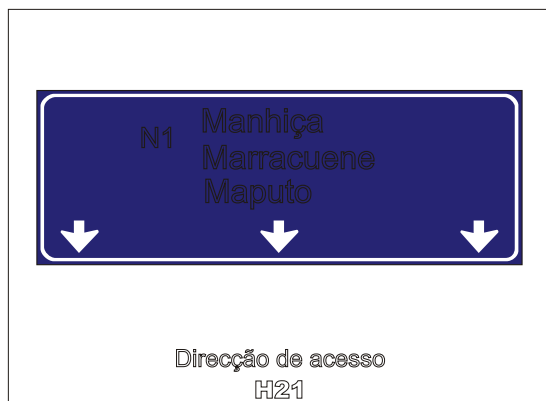 N1 Manhiça
Marracuene
Maputo
Direcção de acesso
H21